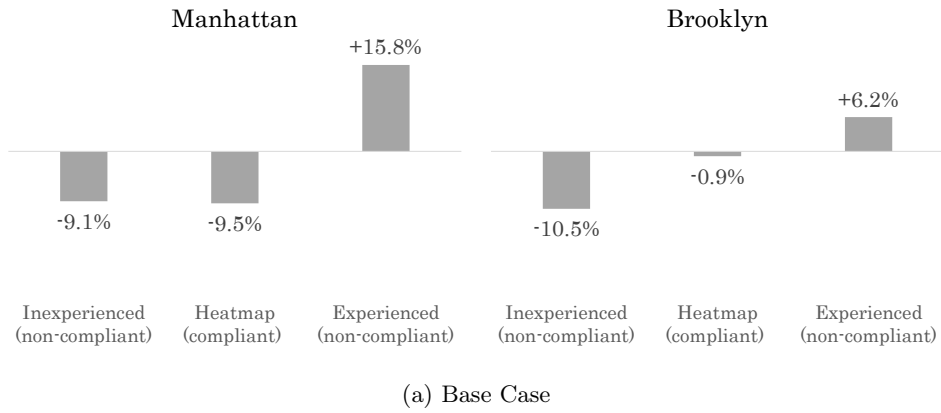 Manhattan
+15.8%
-9.1%
-9.5%
Inexperienced
(non-compliant)
Heatmap
(compliant)
Experienced
(non-compliant)
Brooklyn
+6.2%
-0.9%
-10.5%
Inexperienced
(non-compliant)
Heatmap
(compliant)
Experienced
(non-compliant)
(a) Base Case